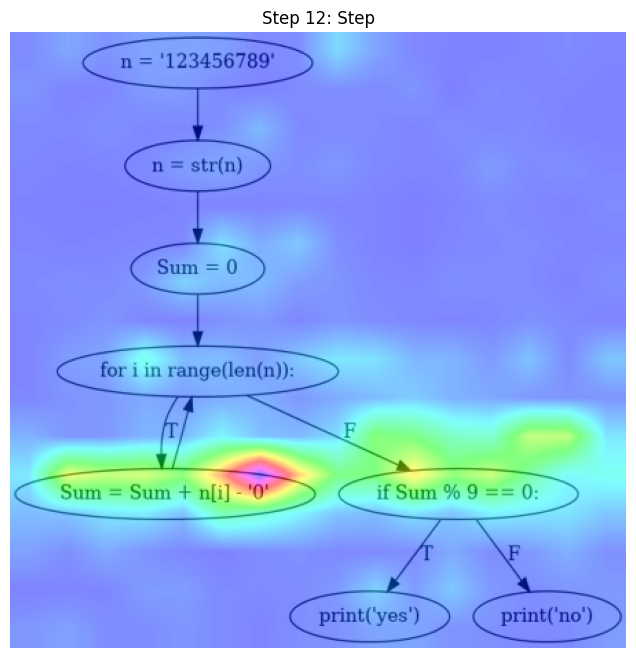 Step 12: Step
n = '123456789'
n = str(n)
Sum = 0
for i in range(len(n)):
T
F
Sum = Sum + n[i] - '0'
if Sum % 9 == 0:
T
F
print('yes')
print('no')